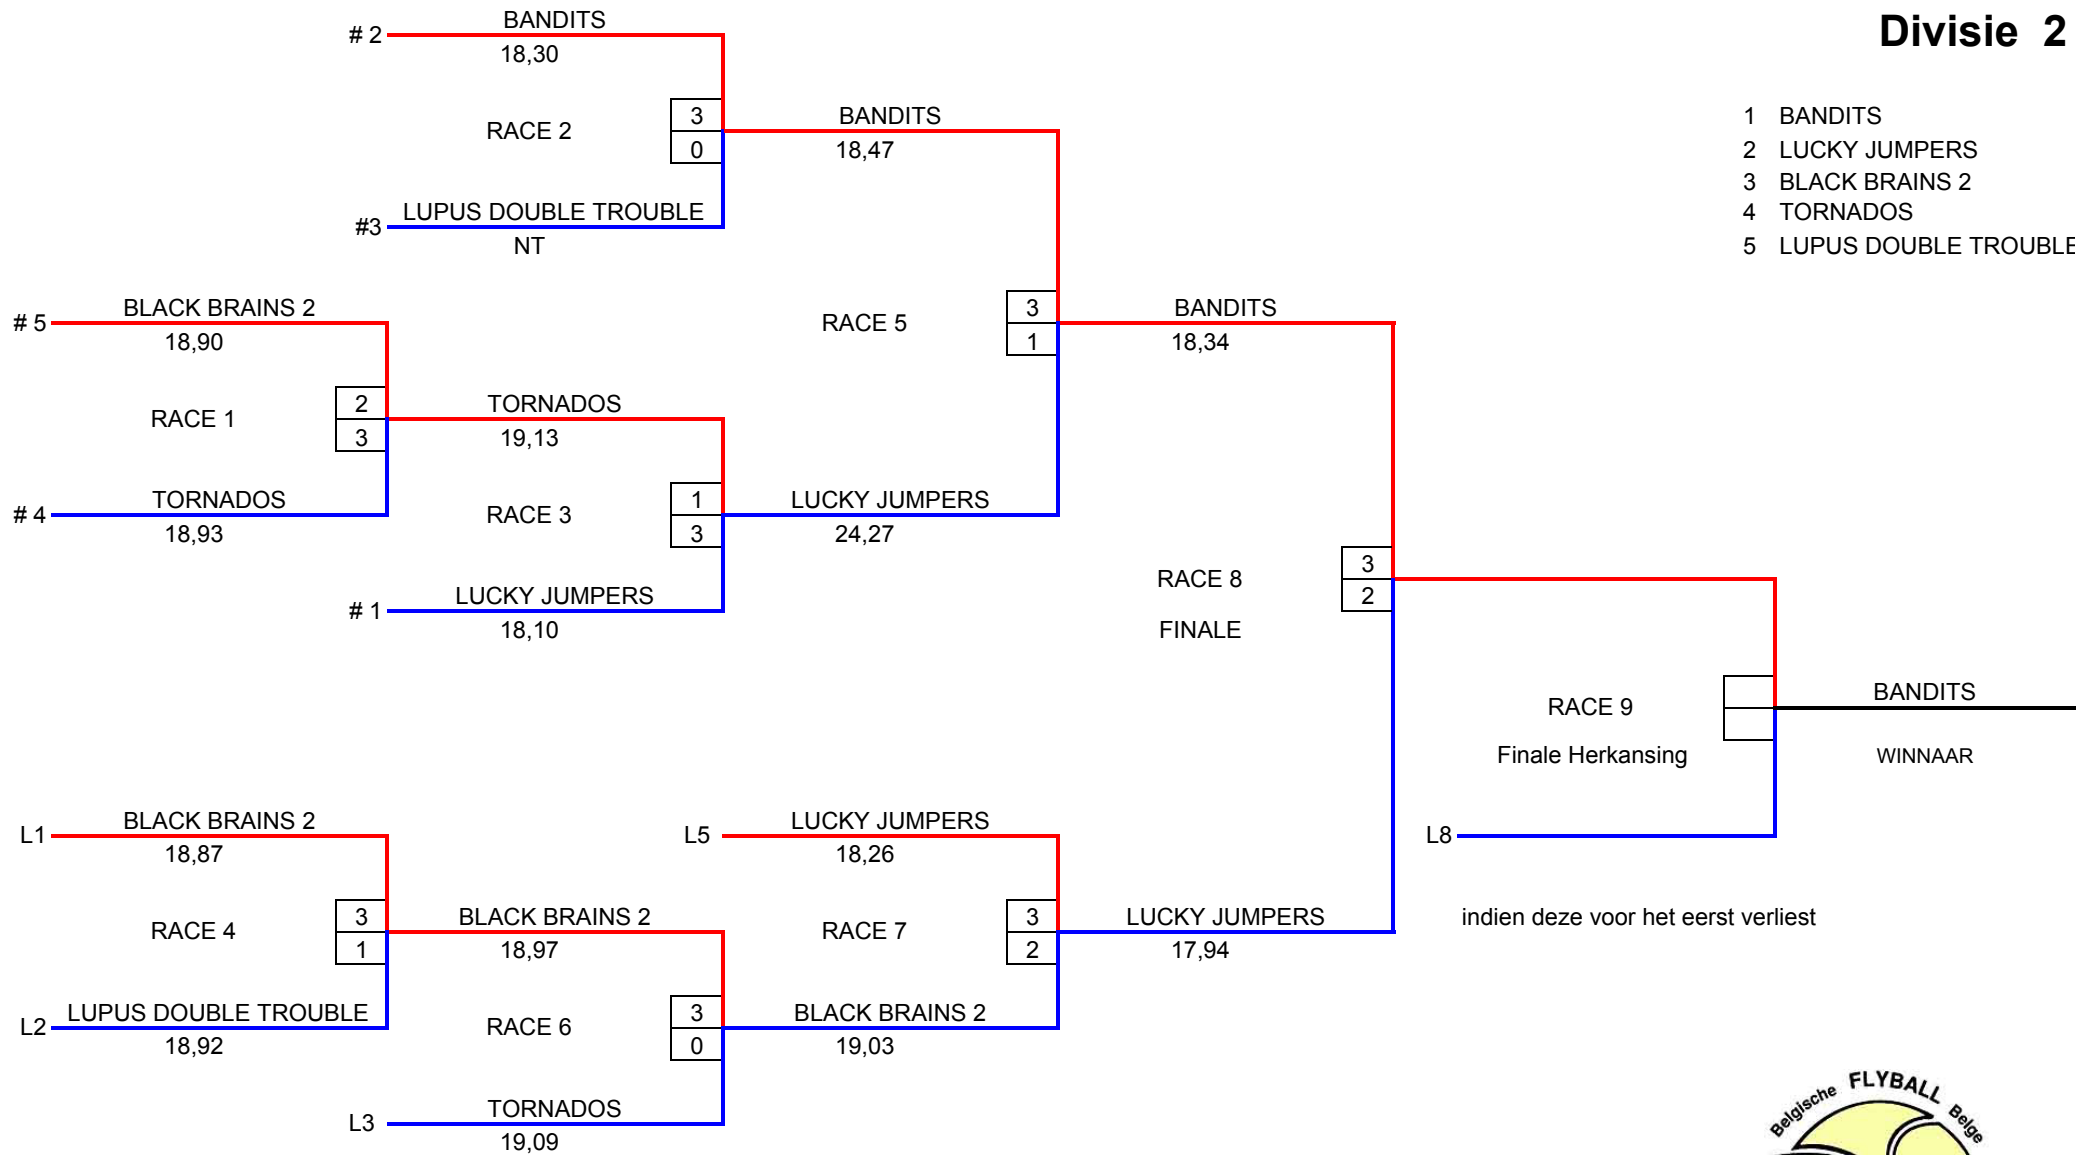 Divisie 2
1 BANDITS
2 LUCKY JUMPERS
3 BLACK BRAINS 2
4 TORNADOS
5 LUPUS DOUBLE TROUBLE
# 2 BANDITS
18,30
RACE 2
3
0
#3 LUPUS DOUBLE TROUBLE
NT
BANDITS
18,47
# 5 BLACK BRAINS 2
18,90
RACE 1
2
3
# 4 TORNADOS
18,93
TORNADOS
19,13
RACE 3
1
3
# 1 LUCKY JUMPERS
18,10
RACE 5
3
1
LUCKY JUMPERS
24,27
BANDITS
18,34
RACE 8
3
2
FINALE
RACE 9
Finale Herkansing
BANDITS
WINNAAR
L8
indien deze voor het eerst verliest
L1 BLACK BRAINS 2
18,87
RACE 4
3
1
L2 LUPUS DOUBLE TROUBLE
18,92
BLACK BRAINS 2
18,97
RACE 6
3
0
L3 TORNADOS
19,09
L5 LUCKY JUMPERS
18,26
RACE 7
3
2
BLACK BRAINS 2
19,03
LUCKY JUMPERS
17,94
Belgische FLYBALL Belge